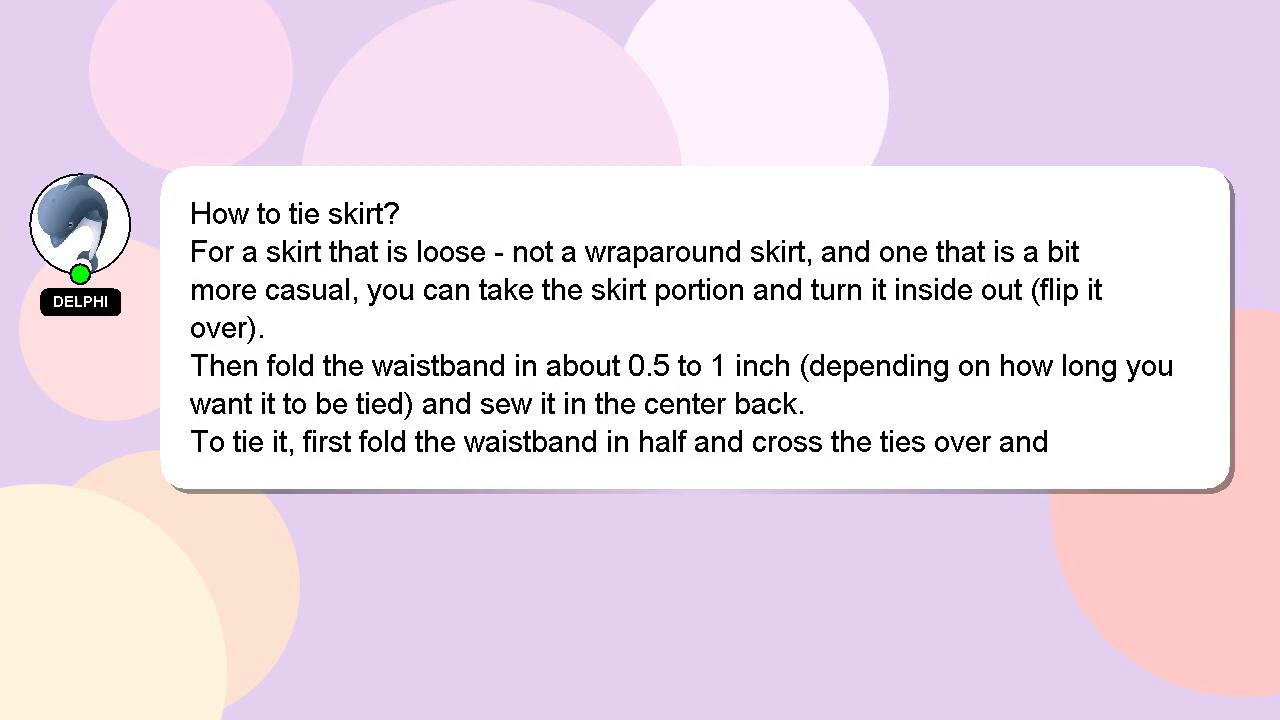 How to tie skirt?
For a skirt that is loose - not a wraparound skirt, and one that is a bit
more casual, you can take the skirt portion and turn it inside out (flip it
over).
Then fold the waistband in about 0.5 to 1 inch (depending on how long you
want it to be tied) and sew it in the center back.
To tie it, first fold the waistband in half and cross the ties over and
DELPHI